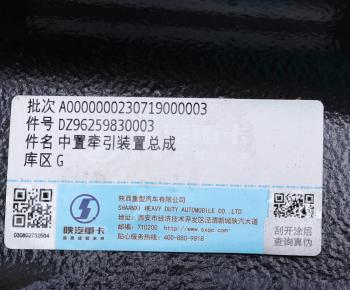 批次 A0000000230719000003
件号 DZ96259830003
件名 中置牵引装置总成
库区 G
陕汽重卡
030802732584
陕西重型汽车有限公司
SHAANXI HEAVY DUTY AUTOMOBILE CO.,LTD
地址: 西安市经济技术开发区泾渭新城陕汽大道
邮编: 710200 http://www.sxqc.com
贴心服务热线: 400-880-9818
刮开涂层
查询真伪